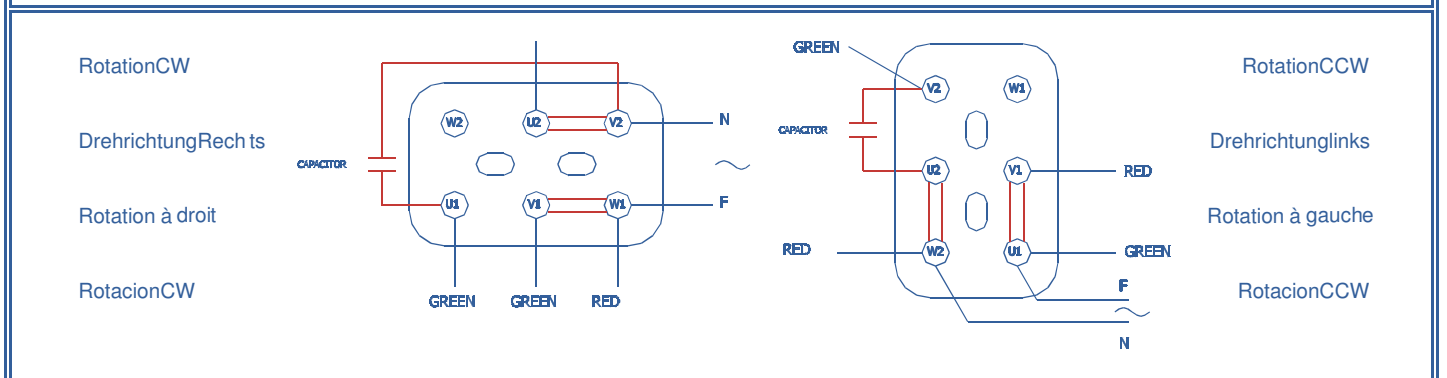 RotationCW
DrehrichtungRech ts
Rotation à droit
RotacionCW
CAPACITOR
W2 U2 V2
N
U1 V1 W1
F
GREEN GREEN RED
GREEN
V2 W1
CAPACITOR
U2 V1
RED
RED
W2 U1
GREEN
F
N
RotationCCW
Drehrichtunglinks
Rotation à gauche
RotacionCCW